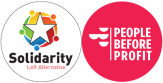 Solidarity
Left Alternative
PEOPLE
BEFORE
PROFIT